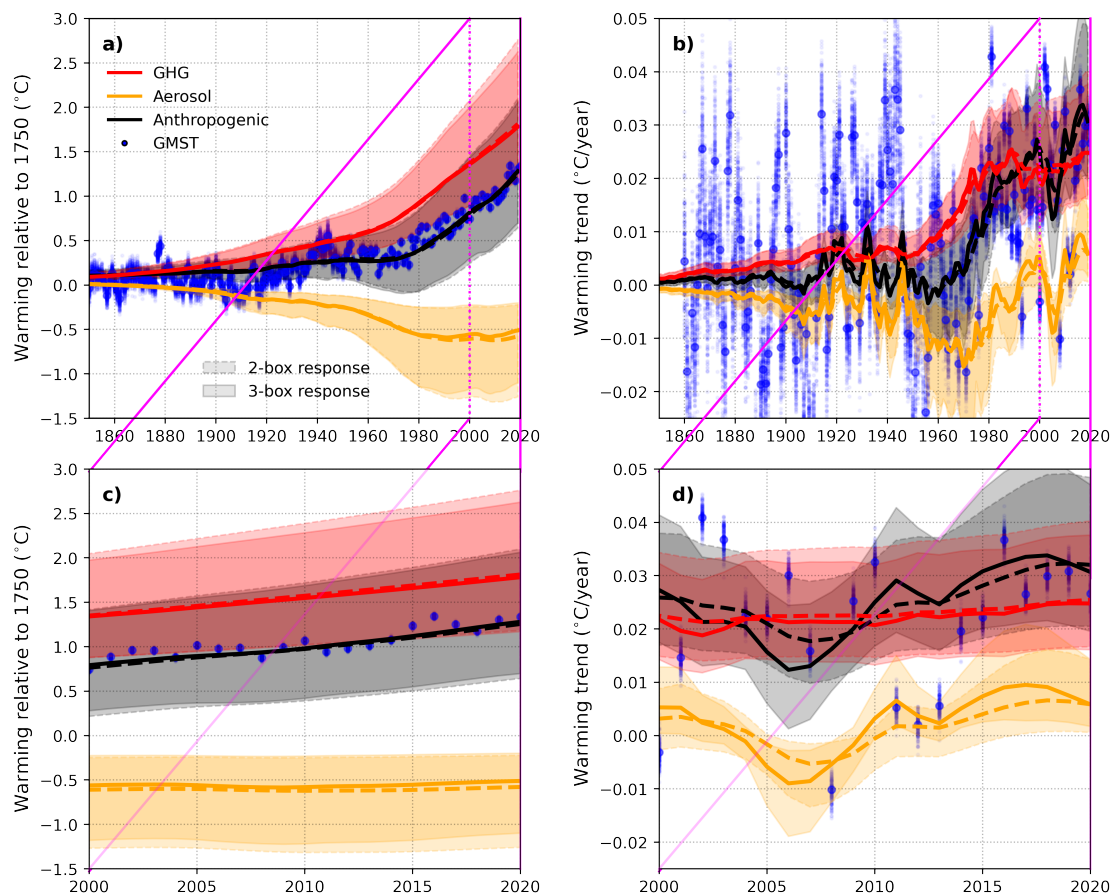 a)
GHG
Aerosol
Anthropogenic
GMST
2-box response
3-box response
Warming relative to 1750 (°C)
3.0
2.5
2.0
1.5
1.0
0.5
0.0
−0.5
−1.0
−1.5
1860 1880 1900 1920 1940 1960 1980 2000 2020
b)
Warming trend (°C/year)
0.05
0.04
0.03
0.02
0.01
0.00
−0.01
−0.02
1860 1880 1900 1920 1940 1960 1980 2000 2020
c)
Warming relative to 1750 (°C)
3.0
2.5
2.0
1.5
1.0
0.5
0.0
−0.5
−1.0
−1.5
2000 2005 2010 2015 2020
d)
Warming trend (°C/year)
0.05
0.04
0.03
0.02
0.01
0.00
−0.01
−0.02
2000 2005 2010 2015 2020